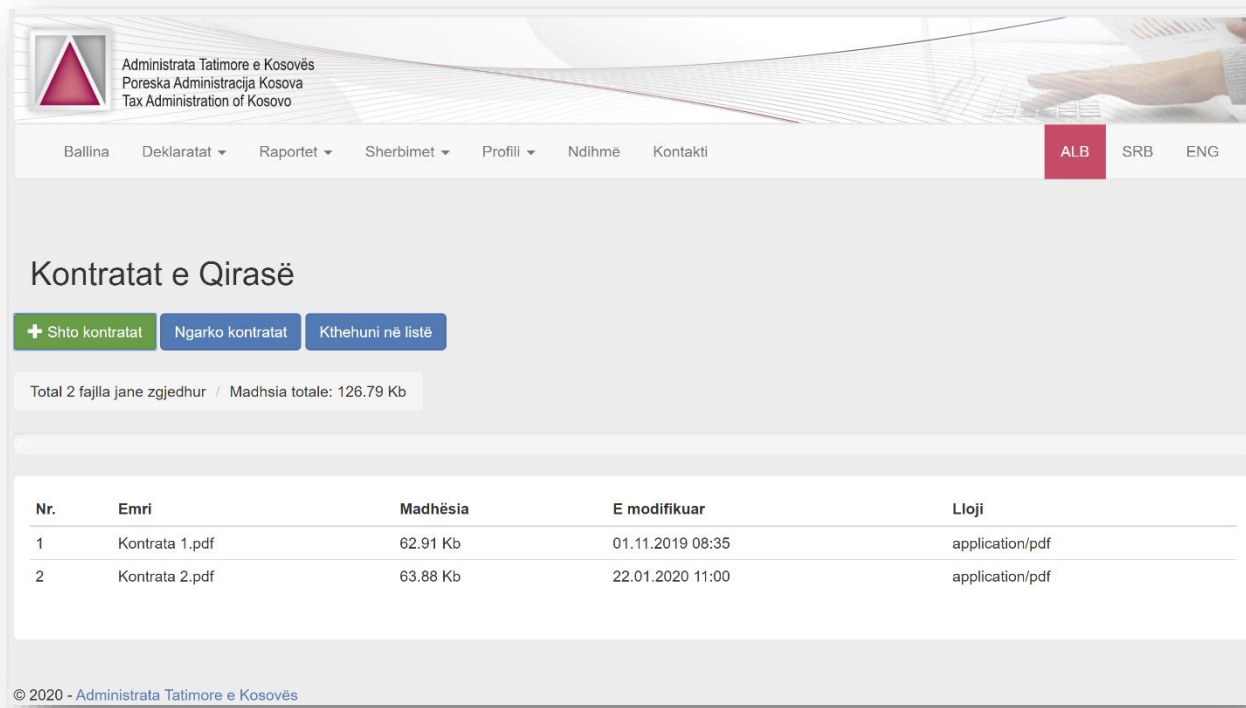 Administrata Tatimore e Kosovës
Poreska Administracija Kosova
Tax Administration of Kosovo
Ballina Deklaratat Raportet Sherbimet Profili Ndihmë Kontakti ALB SRB ENG
Kontratat e Qirasë
+ Shto kontratat Ngarko kontratat Kthehuni në listë
Total 2 fajlla jane zgjedhur / Madhsia totale: 126.79 Kb
0%
Nr. Emri Madhësia E modifikuar Lloji
1 Kontrata 1.pdf 62.91 Kb 01.11.2019 08:35 application/pdf
2 Kontrata 2.pdf 63.88 Kb 22.01.2020 11:00 application/pdf
© 2020 - Administrata Tatimore e Kosovës